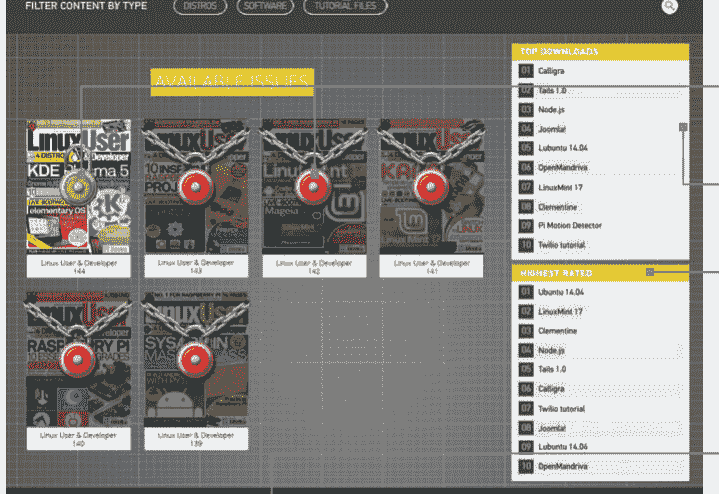 FILTER CONTENT BY TYPE
DISTROS
SOFTWARE
TUTORIAL FILES
AVAILABLE ISSUES
LinuxUser
& Developer
elementary OS
Linux User & Developer
144
Linux User & Developer
143
Linux User & Developer
142
Linux User & Developer
141
Linux User & Developer
140
Linux User & Developer
139
TOP DOWNLOADS
01 Calligra
02 Tails 1.0
03 Node.js
04 Joomla!
05 Lubuntu 14.04
06 OpenMandriva
07 LinuxMint 17
08 Clementine
09 Pi Motion Detector
10 Twilio tutorial
HIGHEST RATED
01 Ubuntu 14.04
02 LinuxMint 17
03 Clementine
04 Node.js
05 Tails 1.0
06 Calligra
07 Twilio tutorial
08 Joomla!
09 Lubuntu 14.04
10 OpenMandriva